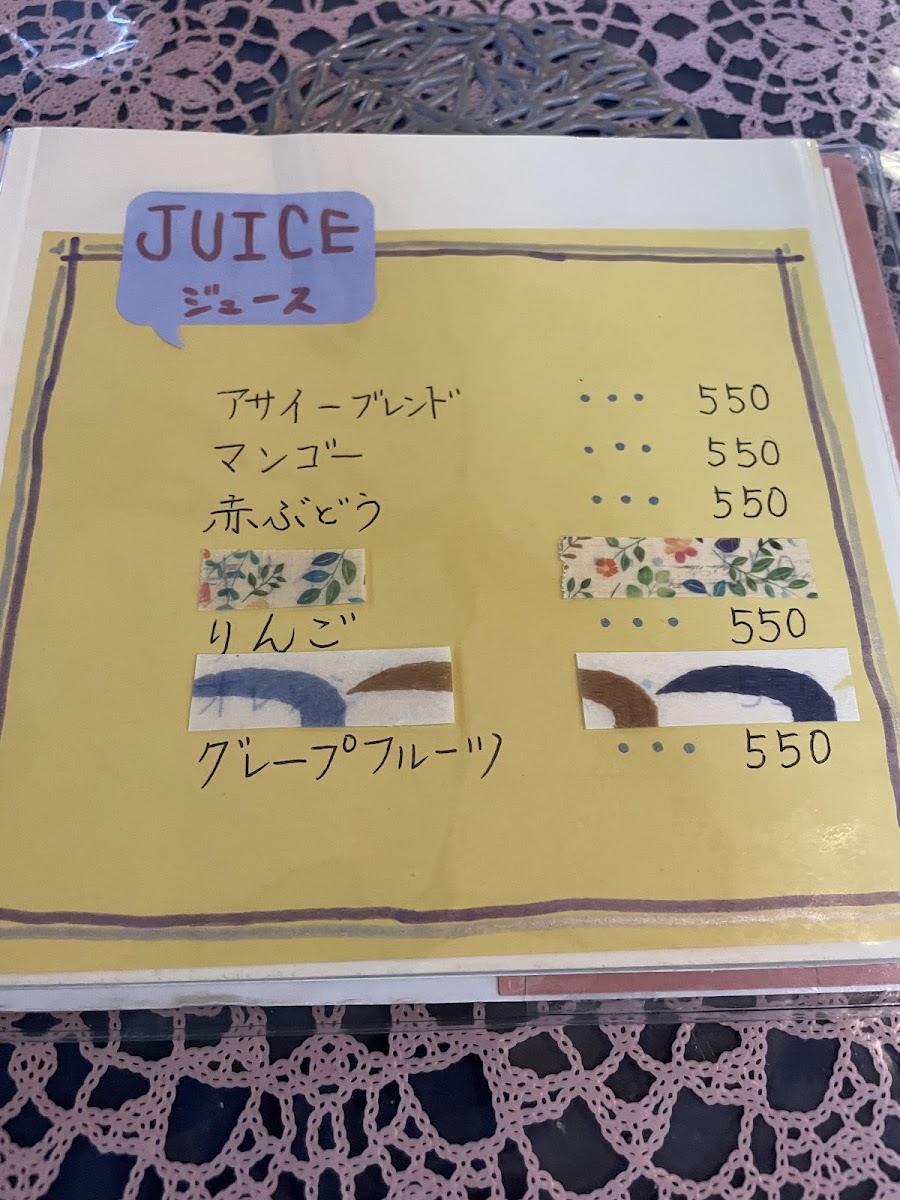 JUICE
ジュース
アサイーブレンド ・・・ 550
マンゴー ・・・ 550
赤ぶどう ・・・ 550
りんご ・・・ 550
グレープフルーツ ・・・ 550